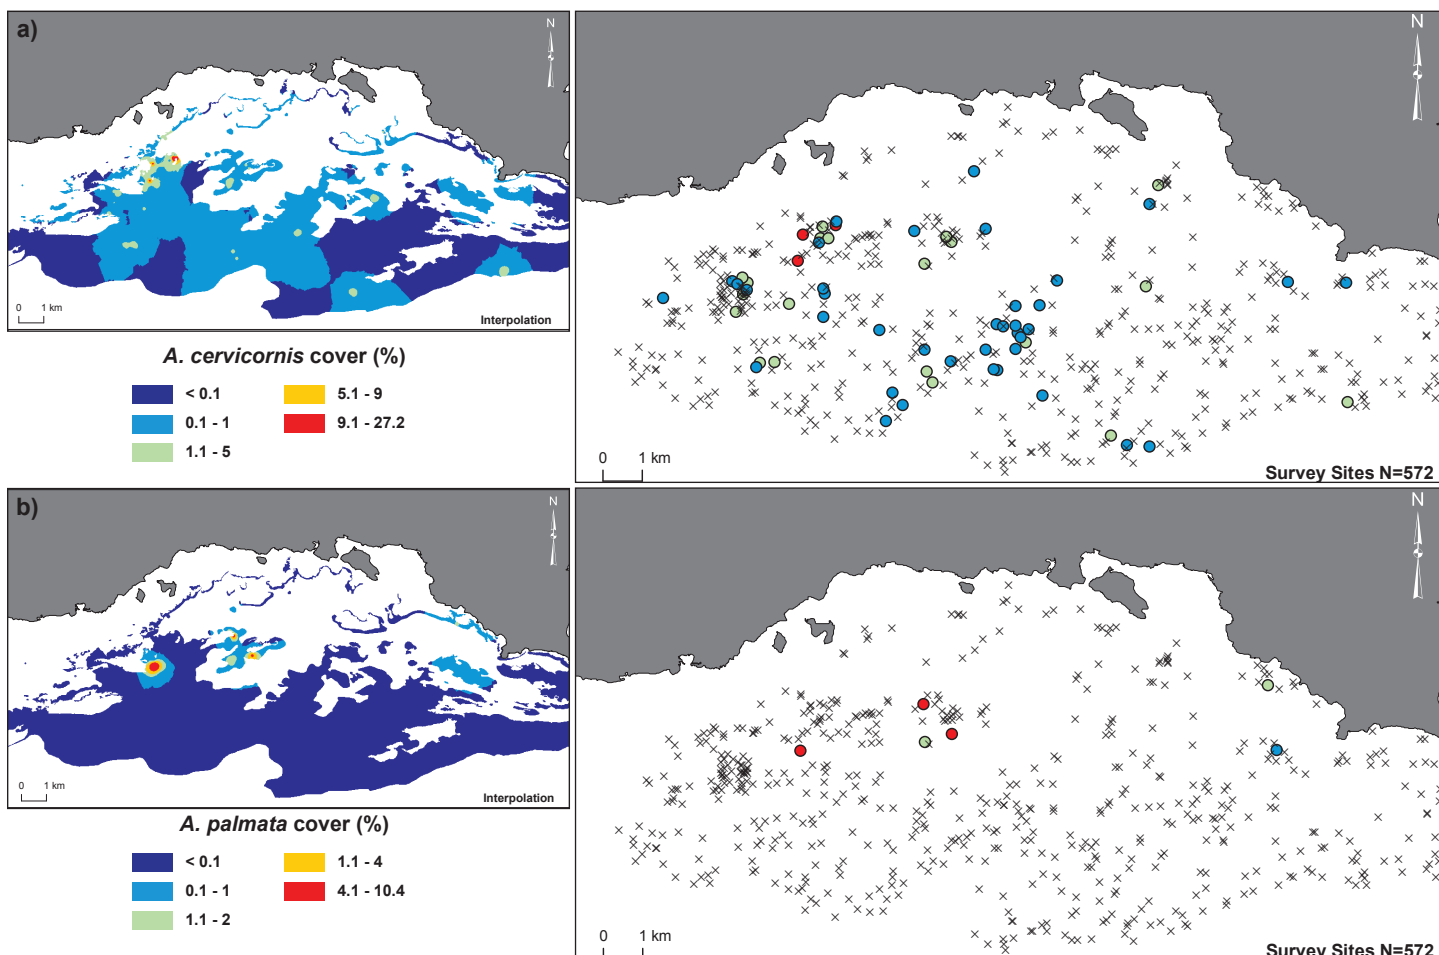 a)
N
0 1 km
Interpolation
A. cervicornis cover (%)
< 0.1
0.1 - 1
1.1 - 5
5.1 - 9
9.1 - 27.2
N
0 1 km
Survey Sites N=572
b)
N
0 1 km
Interpolation
A. palmata cover (%)
< 0.1
0.1 - 1
1.1 - 2
1.1 - 4
4.1 - 10.4
N
0 1 km
Survey Sites N=572